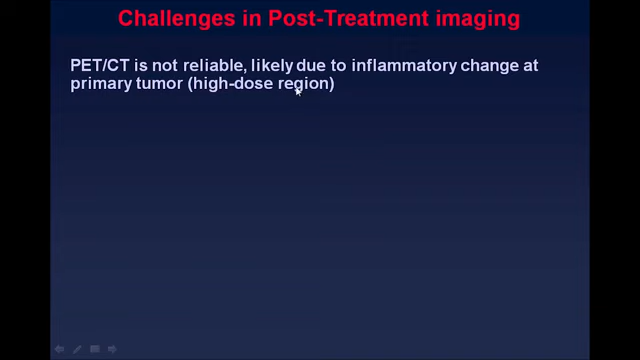 Challenges in Post-Treatment imaging
PET/CT is not reliable, likely due to inflammatory change at
primary tumor (high-dose region)